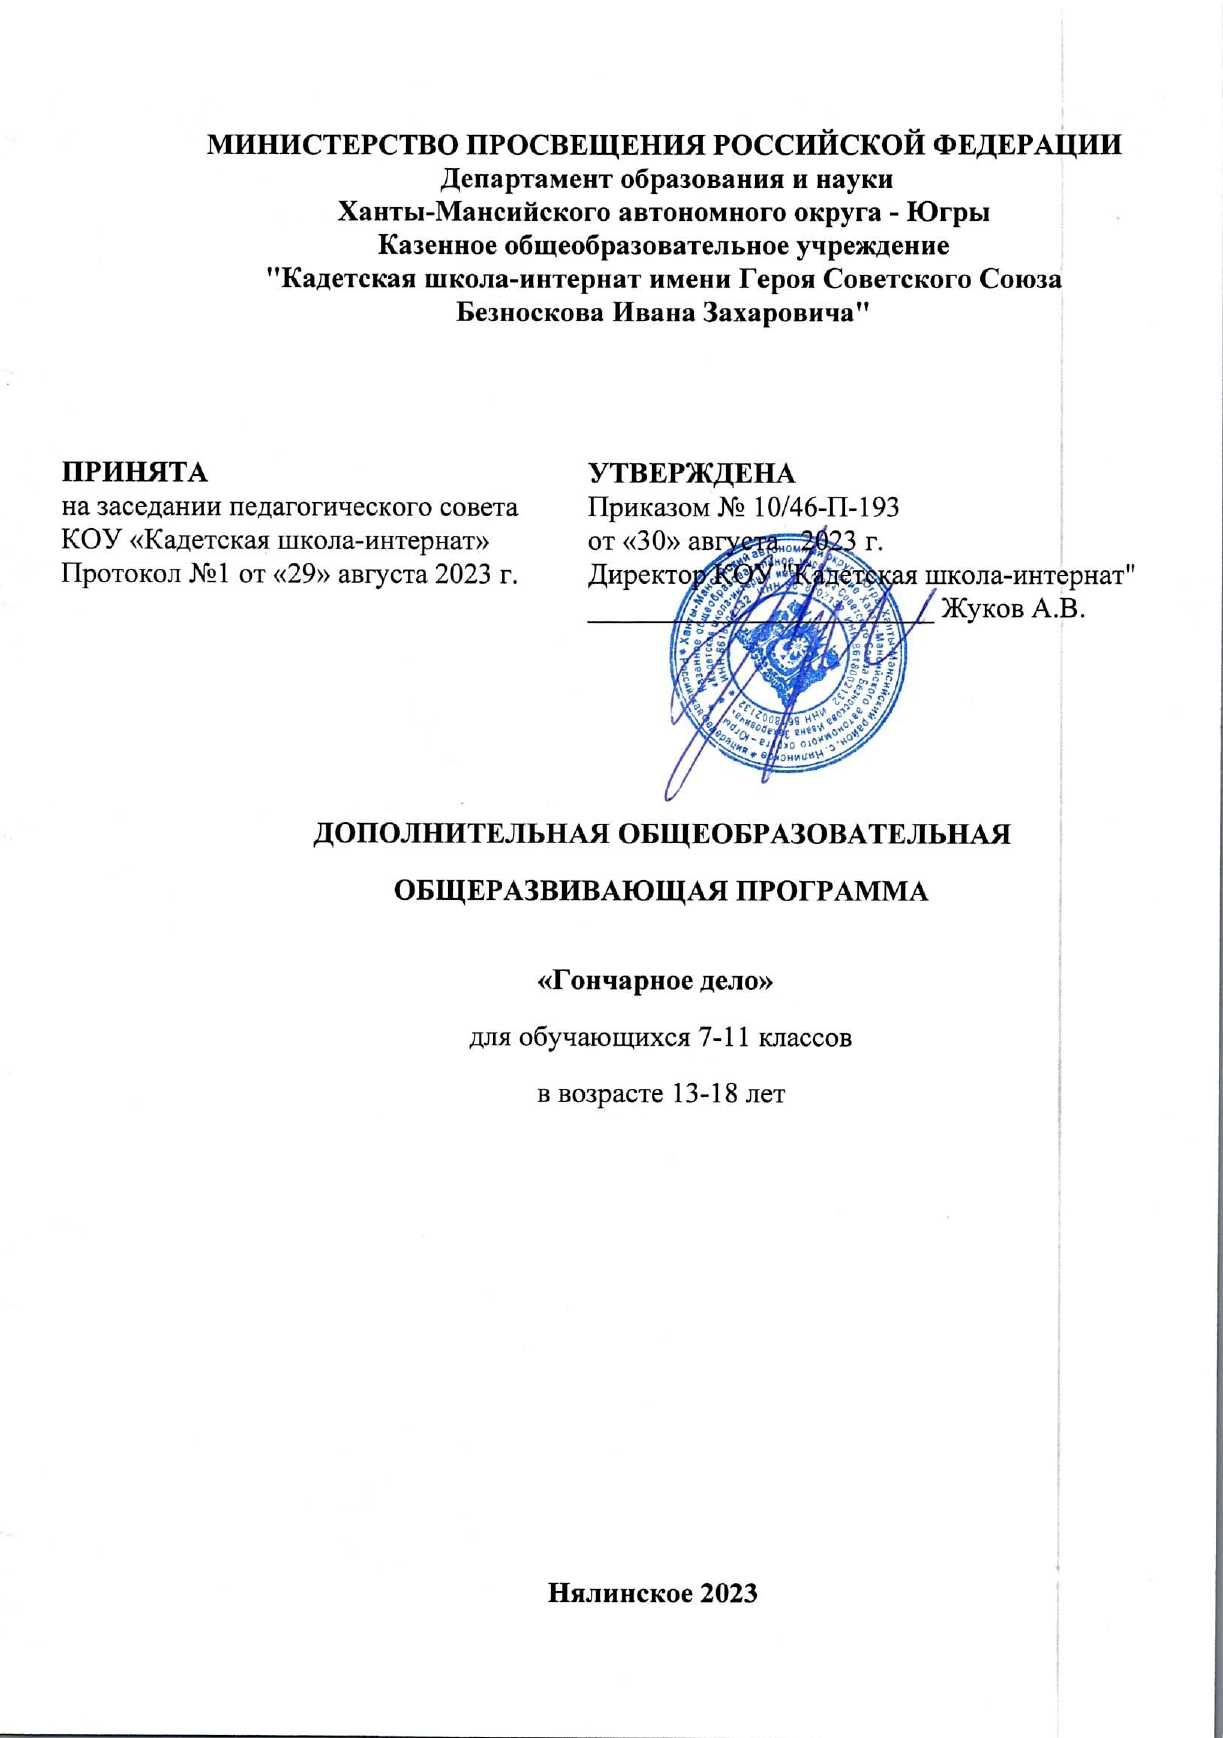 МИНИСТЕРСТВО ПРОСВЕЩЕНИЯ РОССИЙСКОЙ ФЕДЕРАЦИИ
Департамент образования и науки
Ханты-Мансийского автономного округа - Югры
Казенное общеобразовательное учреждение
"Кадетская школа-интернат имени Героя Советского Союза
Безноскова Ивана Захаровича"
ПРИНЯТА
на заседании педагогического совета
КОУ «Кадетская школа-интернат»
Протокол №1 от «29» августа 2023 г.
УТВЕРЖДЕНА
Приказом № 10/46-П-193
от «30» августа 2023 г.
Директор КОУ "Кадетская школа-интернат"
Жуков А.В.
ДОПОЛНИТЕЛЬНАЯ ОБЩЕОБРАЗОВАТЕЛЬНАЯ
ОБЩЕРАЗВИВАЮЩАЯ ПРОГРАММА
«Гончарное дело»
для обучающихся 7-11 классов
в возрасте 13-18 лет
Нялинское 2023